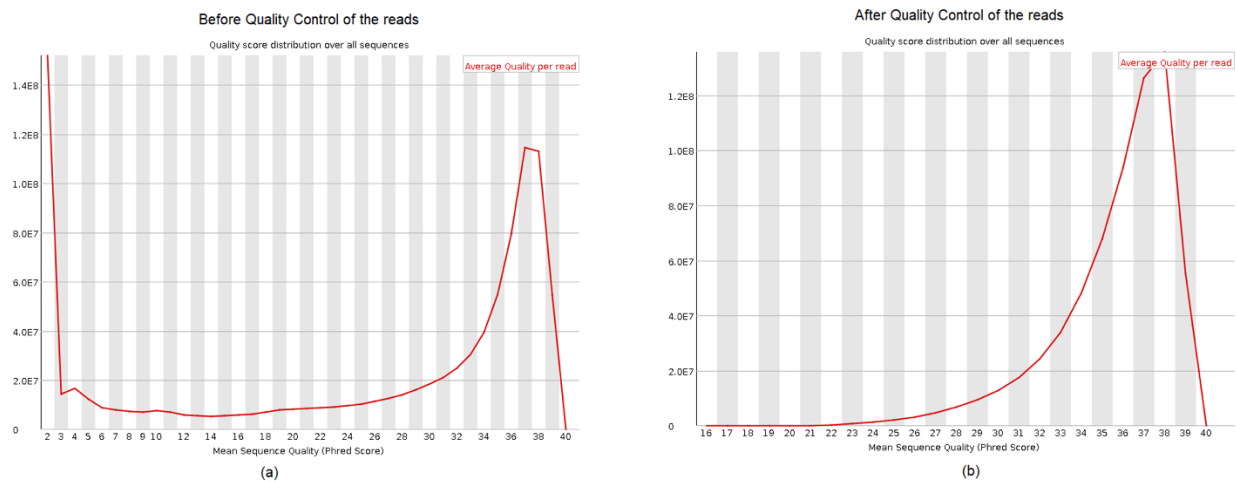 Before Quality Control of the reads
Quality score distribution over all sequences
Average Quality per read
1.4E8
1.2E8
1.0E8
8.0E7
6.0E7
4.0E7
2.0E7
0
2 3 4 5 6 7 8 9 10 12 14 16 18 20 22 24 26 28 30 32 34 36 38 40
Mean Sequence Quality (Phred Score)
(a)
After Quality Control of the reads
Quality score distribution over all sequences
Average Quality per read
1.2E8
1.0E8
8.0E7
6.0E7
4.0E7
2.0E7
0
16 17 18 19 20 21 22 23 24 25 26 27 28 29 30 31 32 33 34 35 36 37 38 39 40
Mean Sequence Quality (Phred Score)
(b)